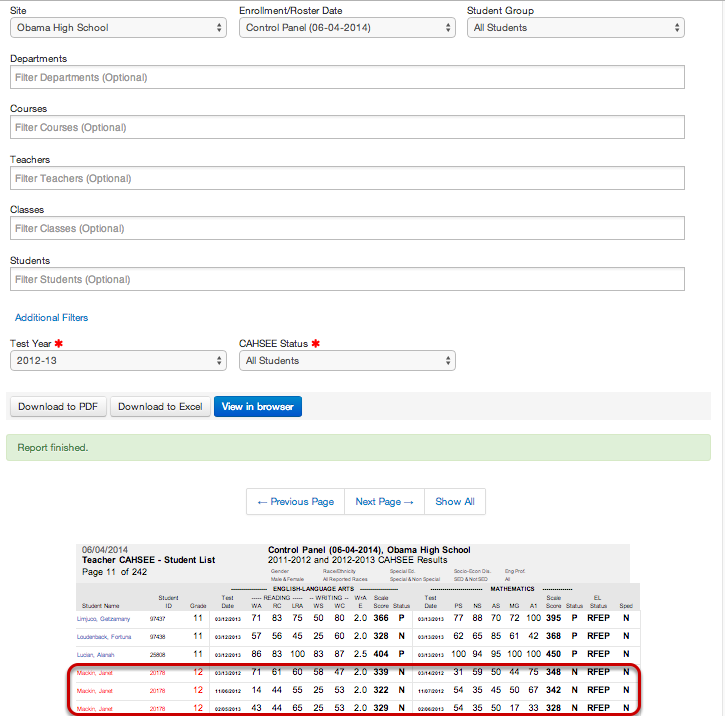 Site Enrollment/Roster Date Student Group
Obama High School Control Panel (06-04-2014) All Students
Departments
Filter Departments (Optional)
Courses
Filter Courses (Optional)
Teachers
Filter Teachers (Optional)
Classes
Filter Classes (Optional)
Students
Filter Students (Optional)
Additional Filters
Test Year ✱ CAHSEE Status ✱
2012-13 All Students
Download to PDF Download to Excel View in browser
Report finished.
← Previous Page Next Page → Show All
06/04/2014 Control Panel (06-04-2014), Obama High School
Teacher CAHSEE - Student List 2011-2012 and 2012-2013 CAHSEE Results
Page 11 of 242 Gender Race/Ethnicity Special Ed. Socio-Econ Dis. Eng Prof.
Male & Female All Reported Races Special & Non Special SED & Not SED All
ENGLISH-LANGUAGE ARTS MATHEMATICS
Student Test ----- READING ----- -- WRITING -- WrA Scale Test Scale EL
Student Name ID Grade Date WA RC LRA WS WC E Score Status Date PS NS AS MG A1 Score Status Status Sped
Limjuco, Getzamany 97437 11 03/12/2013 71 83 75 50 80 2.0 366 P 03/13/2013 77 88 70 72 100 395 P RFEP N
Loudenback, Fortuna 97438 11 03/12/2013 57 56 45 25 60 2.0 328 N 03/13/2013 62 65 85 61 42 368 P RFEP N
Lucian, Alanah 25808 11 03/12/2013 86 83 100 83 87 2.5 404 P 03/13/2013 100 94 95 100 100 450 P RFEP N
Mackin, Janet 20178 12 03/13/2012 71 61 60 58 47 2.0 339 N 03/14/2012 31 59 50 44 75 348 N RFEP N
Mackin, Janet 20178 12 11/06/2012 14 44 55 25 53 2.0 322 N 11/07/2012 54 35 45 50 67 342 N RFEP N
Mackin, Janet 20178 12 02/05/2013 43 44 65 25 53 2.0 329 N 02/06/2013 54 35 50 17 33 328 N RFEP N